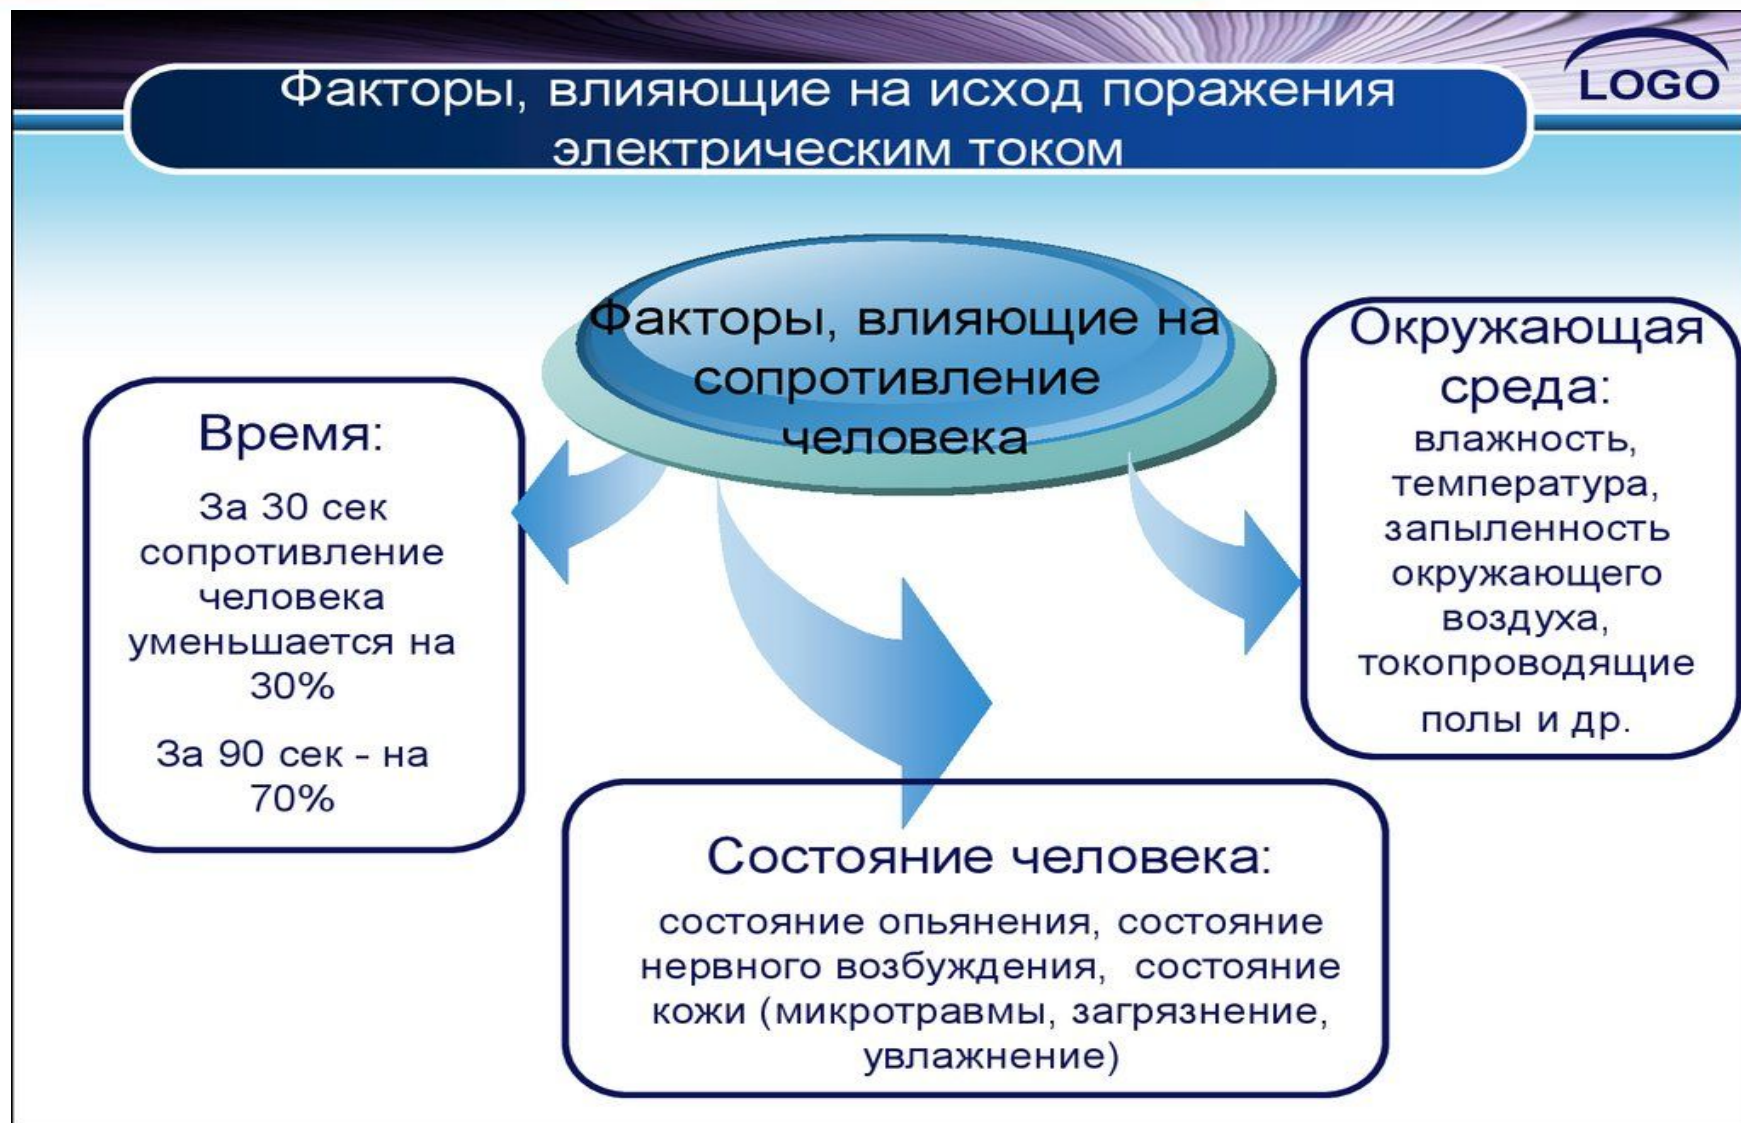 LOGO
Факторы, влияющие на исход поражения
электрическим током
Факторы, влияющие на
сопротивление
человека
Время:
За 30 сек
сопротивление
человека
уменьшается на
30%
За 90 сек - на
70%
Состояние человека:
состояние опьянения, состояние
нервного возбуждения, состояние
кожи (микротравмы, загрязнение,
увлажнение)
Окружающая
среда:
влажность,
температура,
запыленность
окружающего
воздуха,
токопроводящие
полы и др.